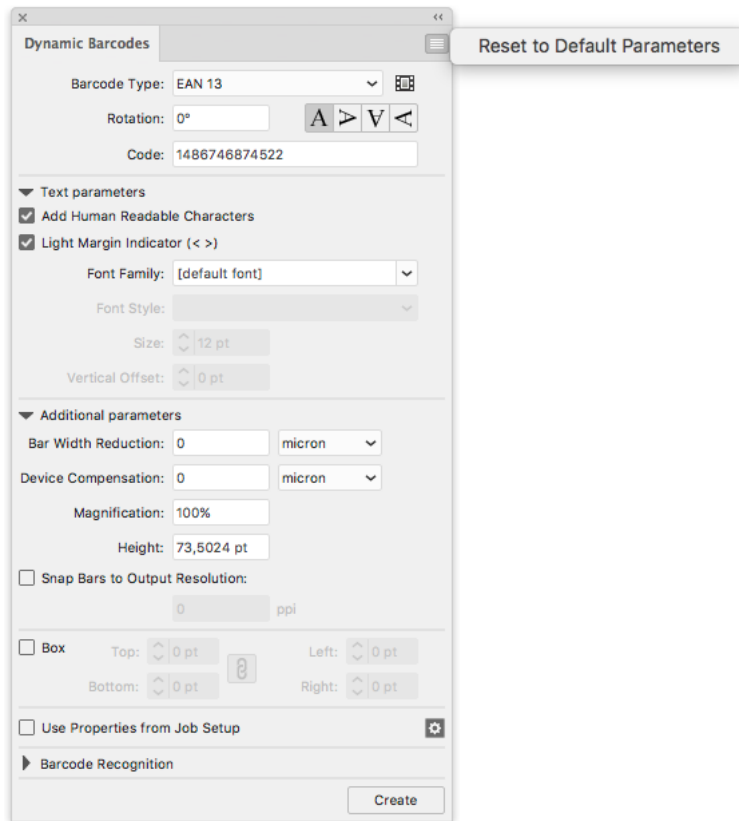 Dynamic Barcodes
Reset to Default Parameters
Barcode Type: EAN 13
Rotation: 0° A A A A
Code: 1486746874522
Text parameters
Add Human Readable Characters
Light Margin Indicator (< >)
Font Family: [default font]
Font Style:
Size: 12 pt
Vertical Offset: 0 pt
Additional parameters
Bar Width Reduction: 0 micron
Device Compensation: 0 micron
Magnification: 100%
Height: 73,5024 pt
Snap Bars to Output Resolution:
0 ppi
Box Top: 0 pt Left: 0 pt
Bottom: 0 pt Right: 0 pt
Use Properties from Job Setup
Barcode Recognition
Create